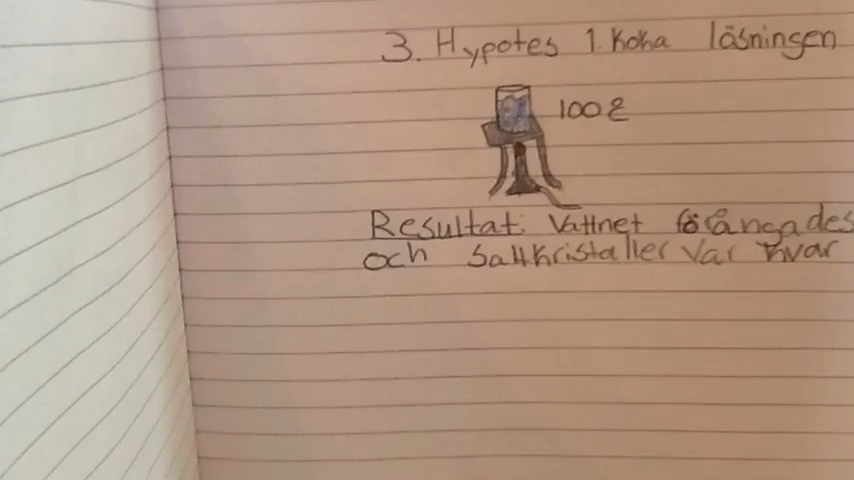 3. Hypotes 1. Koka lösningen
100 g
Resultat: Vattnet förångades
och Saltkristaller Var kvar